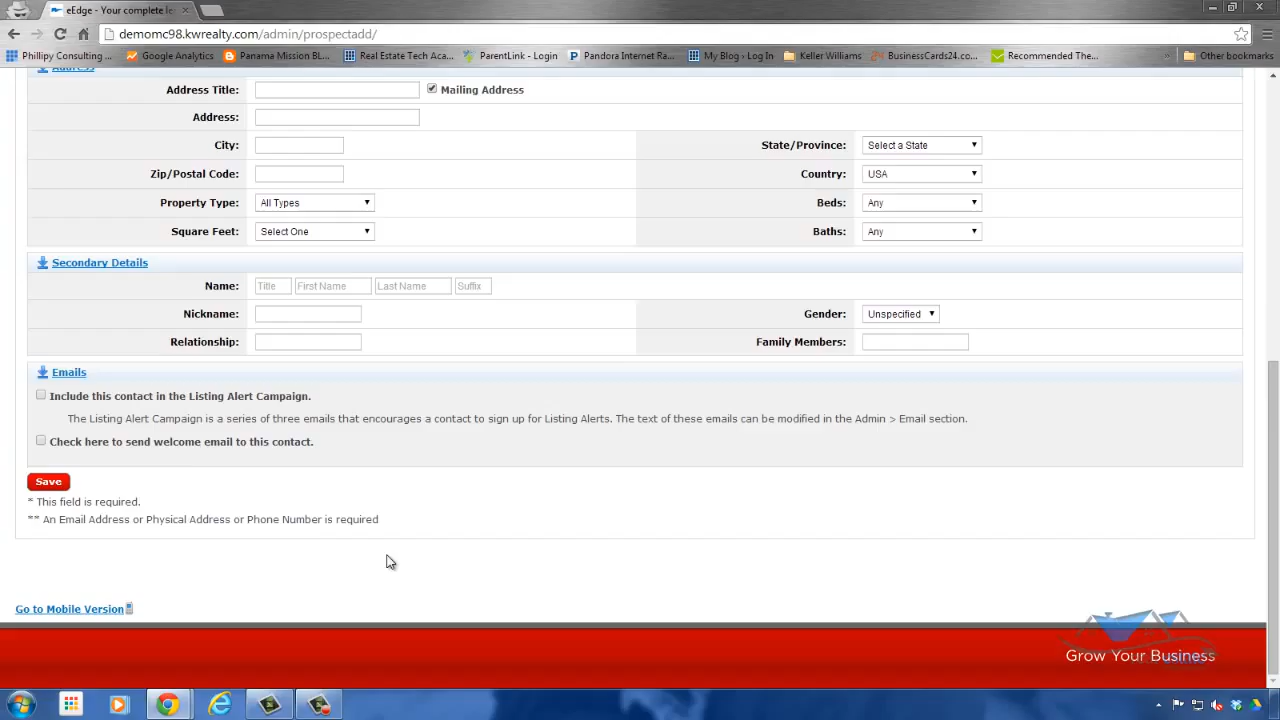 eEdge - Your complete le
demomc98.kwrealty.com/admin/prospectadd/
Phillipy Consulting ... Google Analytics Panama Mission BL... Real Estate Tech Aca... ParentLink - Login Pandora Internet Ra... My Blog › Log In Keller Williams BusinessCards24.co... Recommended The... Other bookmarks
Address
Address Title: Mailing Address
Address:
City: State/Province: Select a State
Zip/Postal Code: Country: USA
Property Type: All Types Beds: Any
Square Feet: Select One Baths: Any
Secondary Details
Name: Title First Name Last Name Suffix
Nickname: Gender: Unspecified
Relationship: Family Members:
Emails
Include this contact in the Listing Alert Campaign.
The Listing Alert Campaign is a series of three emails that encourages a contact to sign up for Listing Alerts. The text of these emails can be modified in the Admin > Email section.
Check here to send welcome email to this contact.
Save
* This field is required.
** An Email Address or Physical Address or Phone Number is required
Go to Mobile Version
Grow Your Business